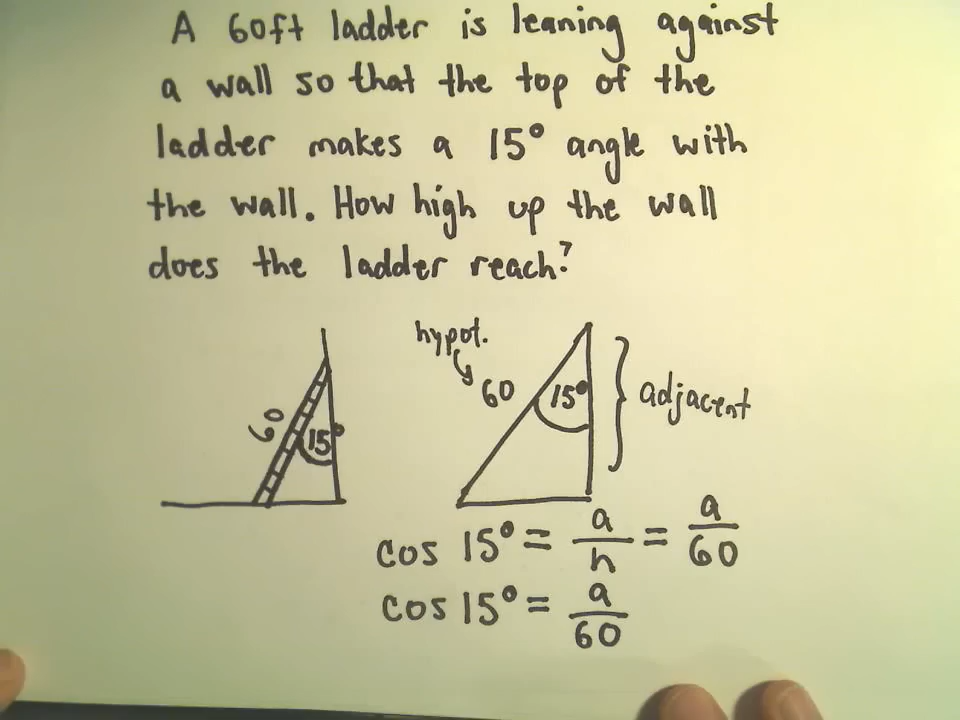 A 60ft ladder is leaning against
a wall so that the top of the
ladder makes a 15° angle with
the wall. How high up the wall
does the ladder reach?
60
15°
hypot.
60
15°
adjacent
cos 15° = a/h = a/60
cos 15° = a/60